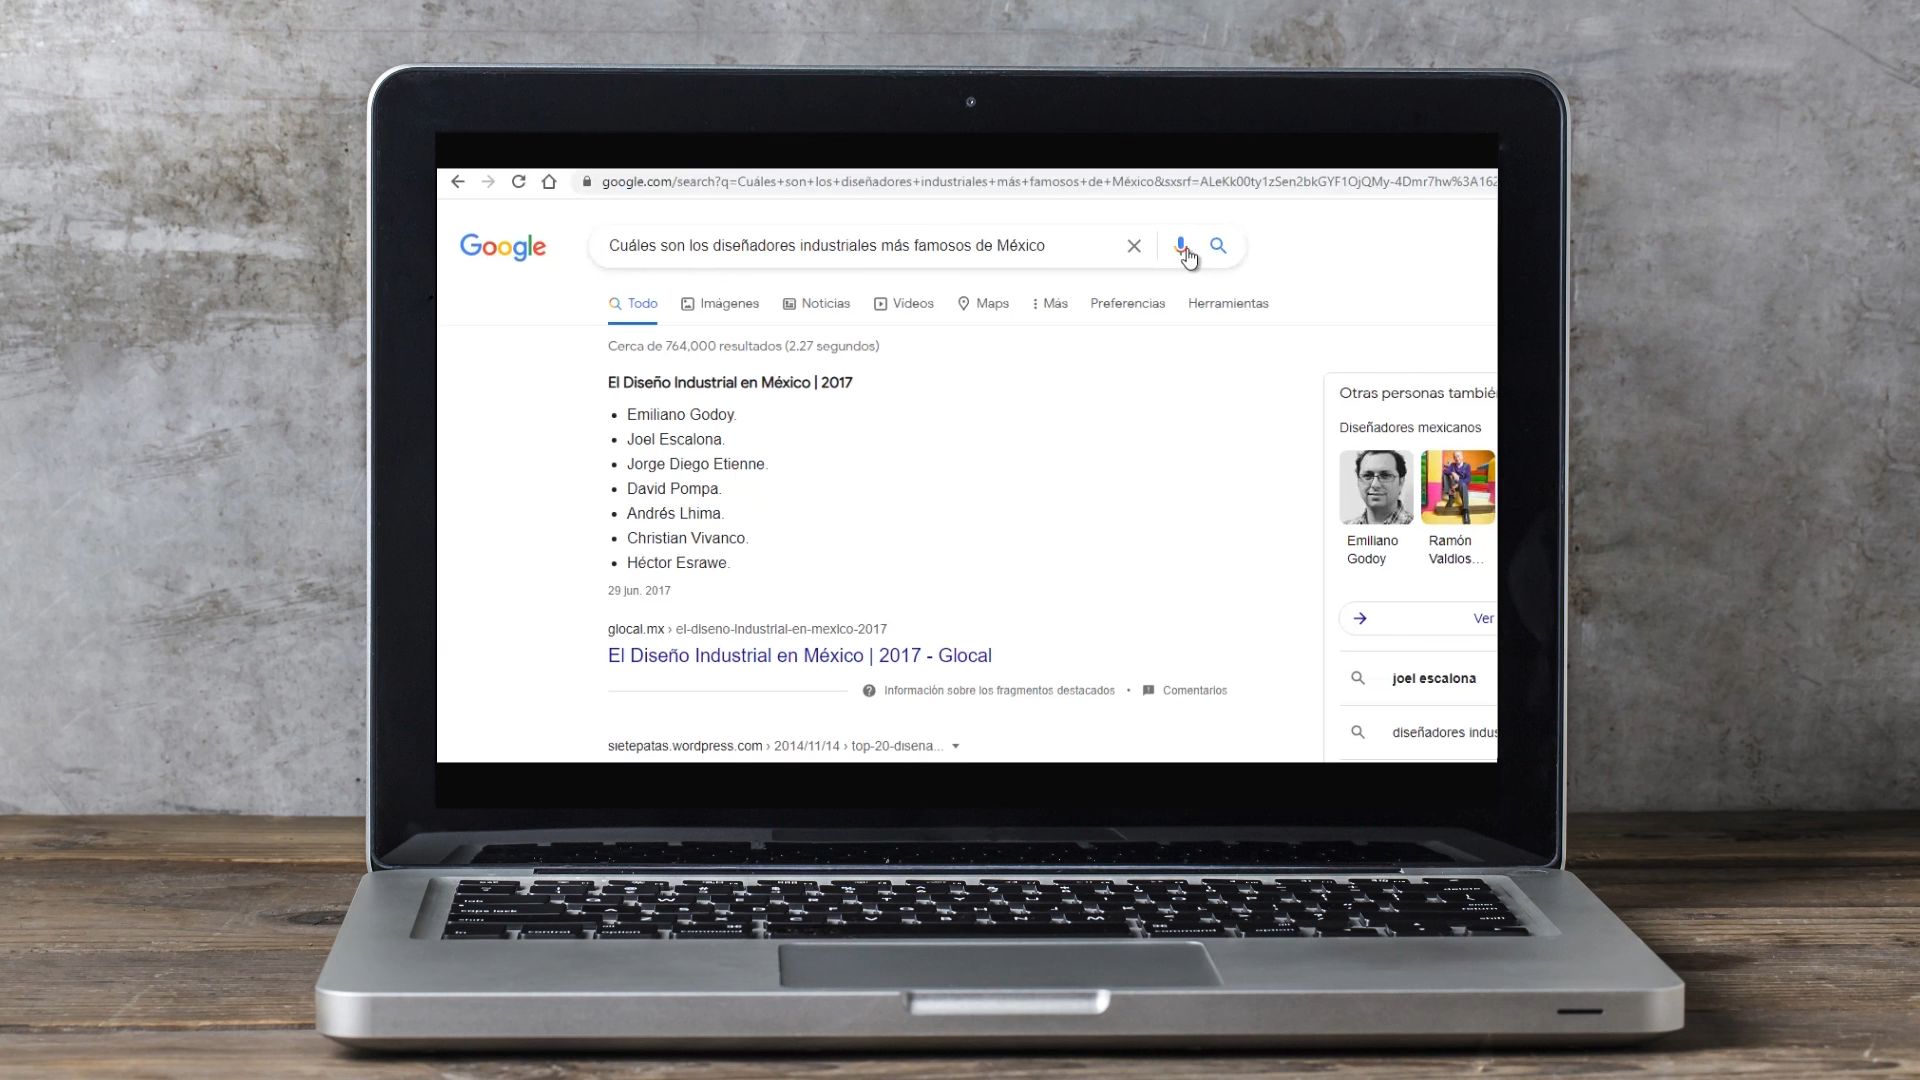 google.com/search?q=Cuáles+son+los+diseñadores+industriales+más+famosos+de+México&sxsrf=ALeKk00ty1zSen2bkGYF1OjQMy-4Dmr7hw%3A162
Google
Cuáles son los diseñadores industriales más famosos de México
Todo Imágenes Noticias Videos Maps Más Preferencias Herramientas
Cerca de 764,000 resultados (2.27 segundos)
El Diseño Industrial en México | 2017
Emiliano Godoy.
Joel Escalona.
Jorge Diego Etienne.
David Pompa.
Andrés Lhima.
Christian Vivanco.
Héctor Esrawe.
29 jun. 2017
glocal.mx › el-diseno-industrial-en-mexico-2017
El Diseño Industrial en México | 2017 - Glocal
Información sobre los fragmentos destacados • Comentarios
sietepatas.wordpress.com › 2014/11/14 › top-20-disena...
Otras personas tambié
Diseñadores mexicanos
Emiliano Godoy
Ramón Valdios...
Ver
joel escalona
diseñadores indus